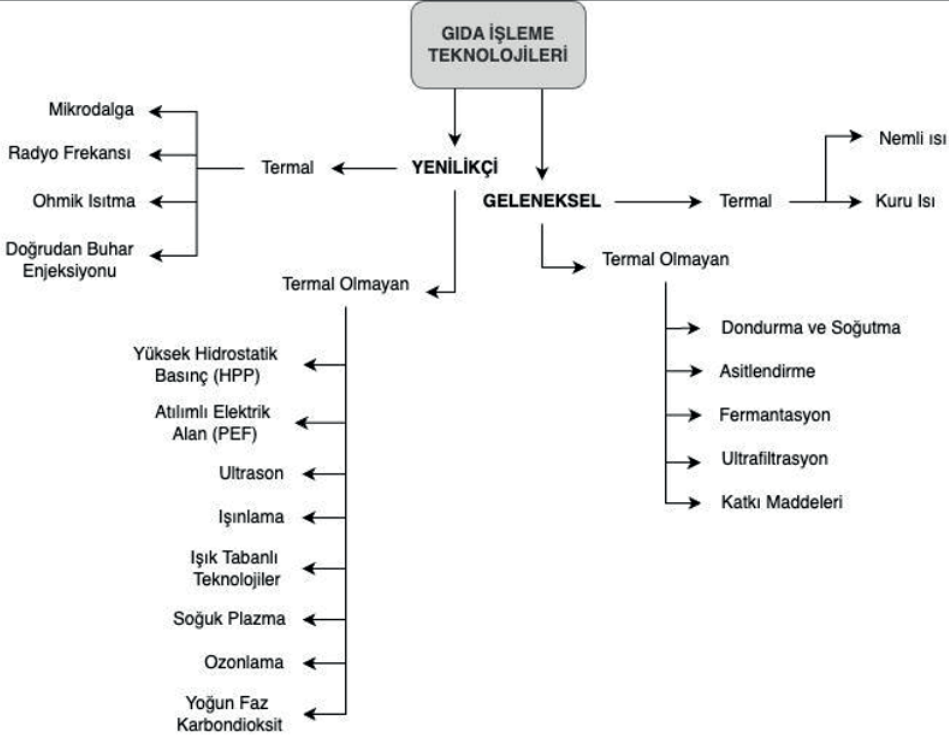 GIDA İŞLEME
TEKNOLOJİLERİ
YENİLİKÇİ
Termal
Mikrodalga
Radyo Frekansı
Ohmik Isıtma
Doğrudan Buhar
Enjeksiyonu
Termal Olmayan
Yüksek Hidrostatik
Basınç (HPP)
Atılımlı Elektrik
Alan (PEF)
Ultrason
Işınlama
Işık Tabanlı
Teknolojiler
Soğuk Plazma
Ozonlama
Yoğun Faz
Karbondioksit
GELENEKSEL
Termal
Nemli ısı
Kuru Isı
Termal Olmayan
Dondurma ve Soğutma
Asitlendirme
Fermantasyon
Ultrafiltrasyon
Katkı Maddeleri